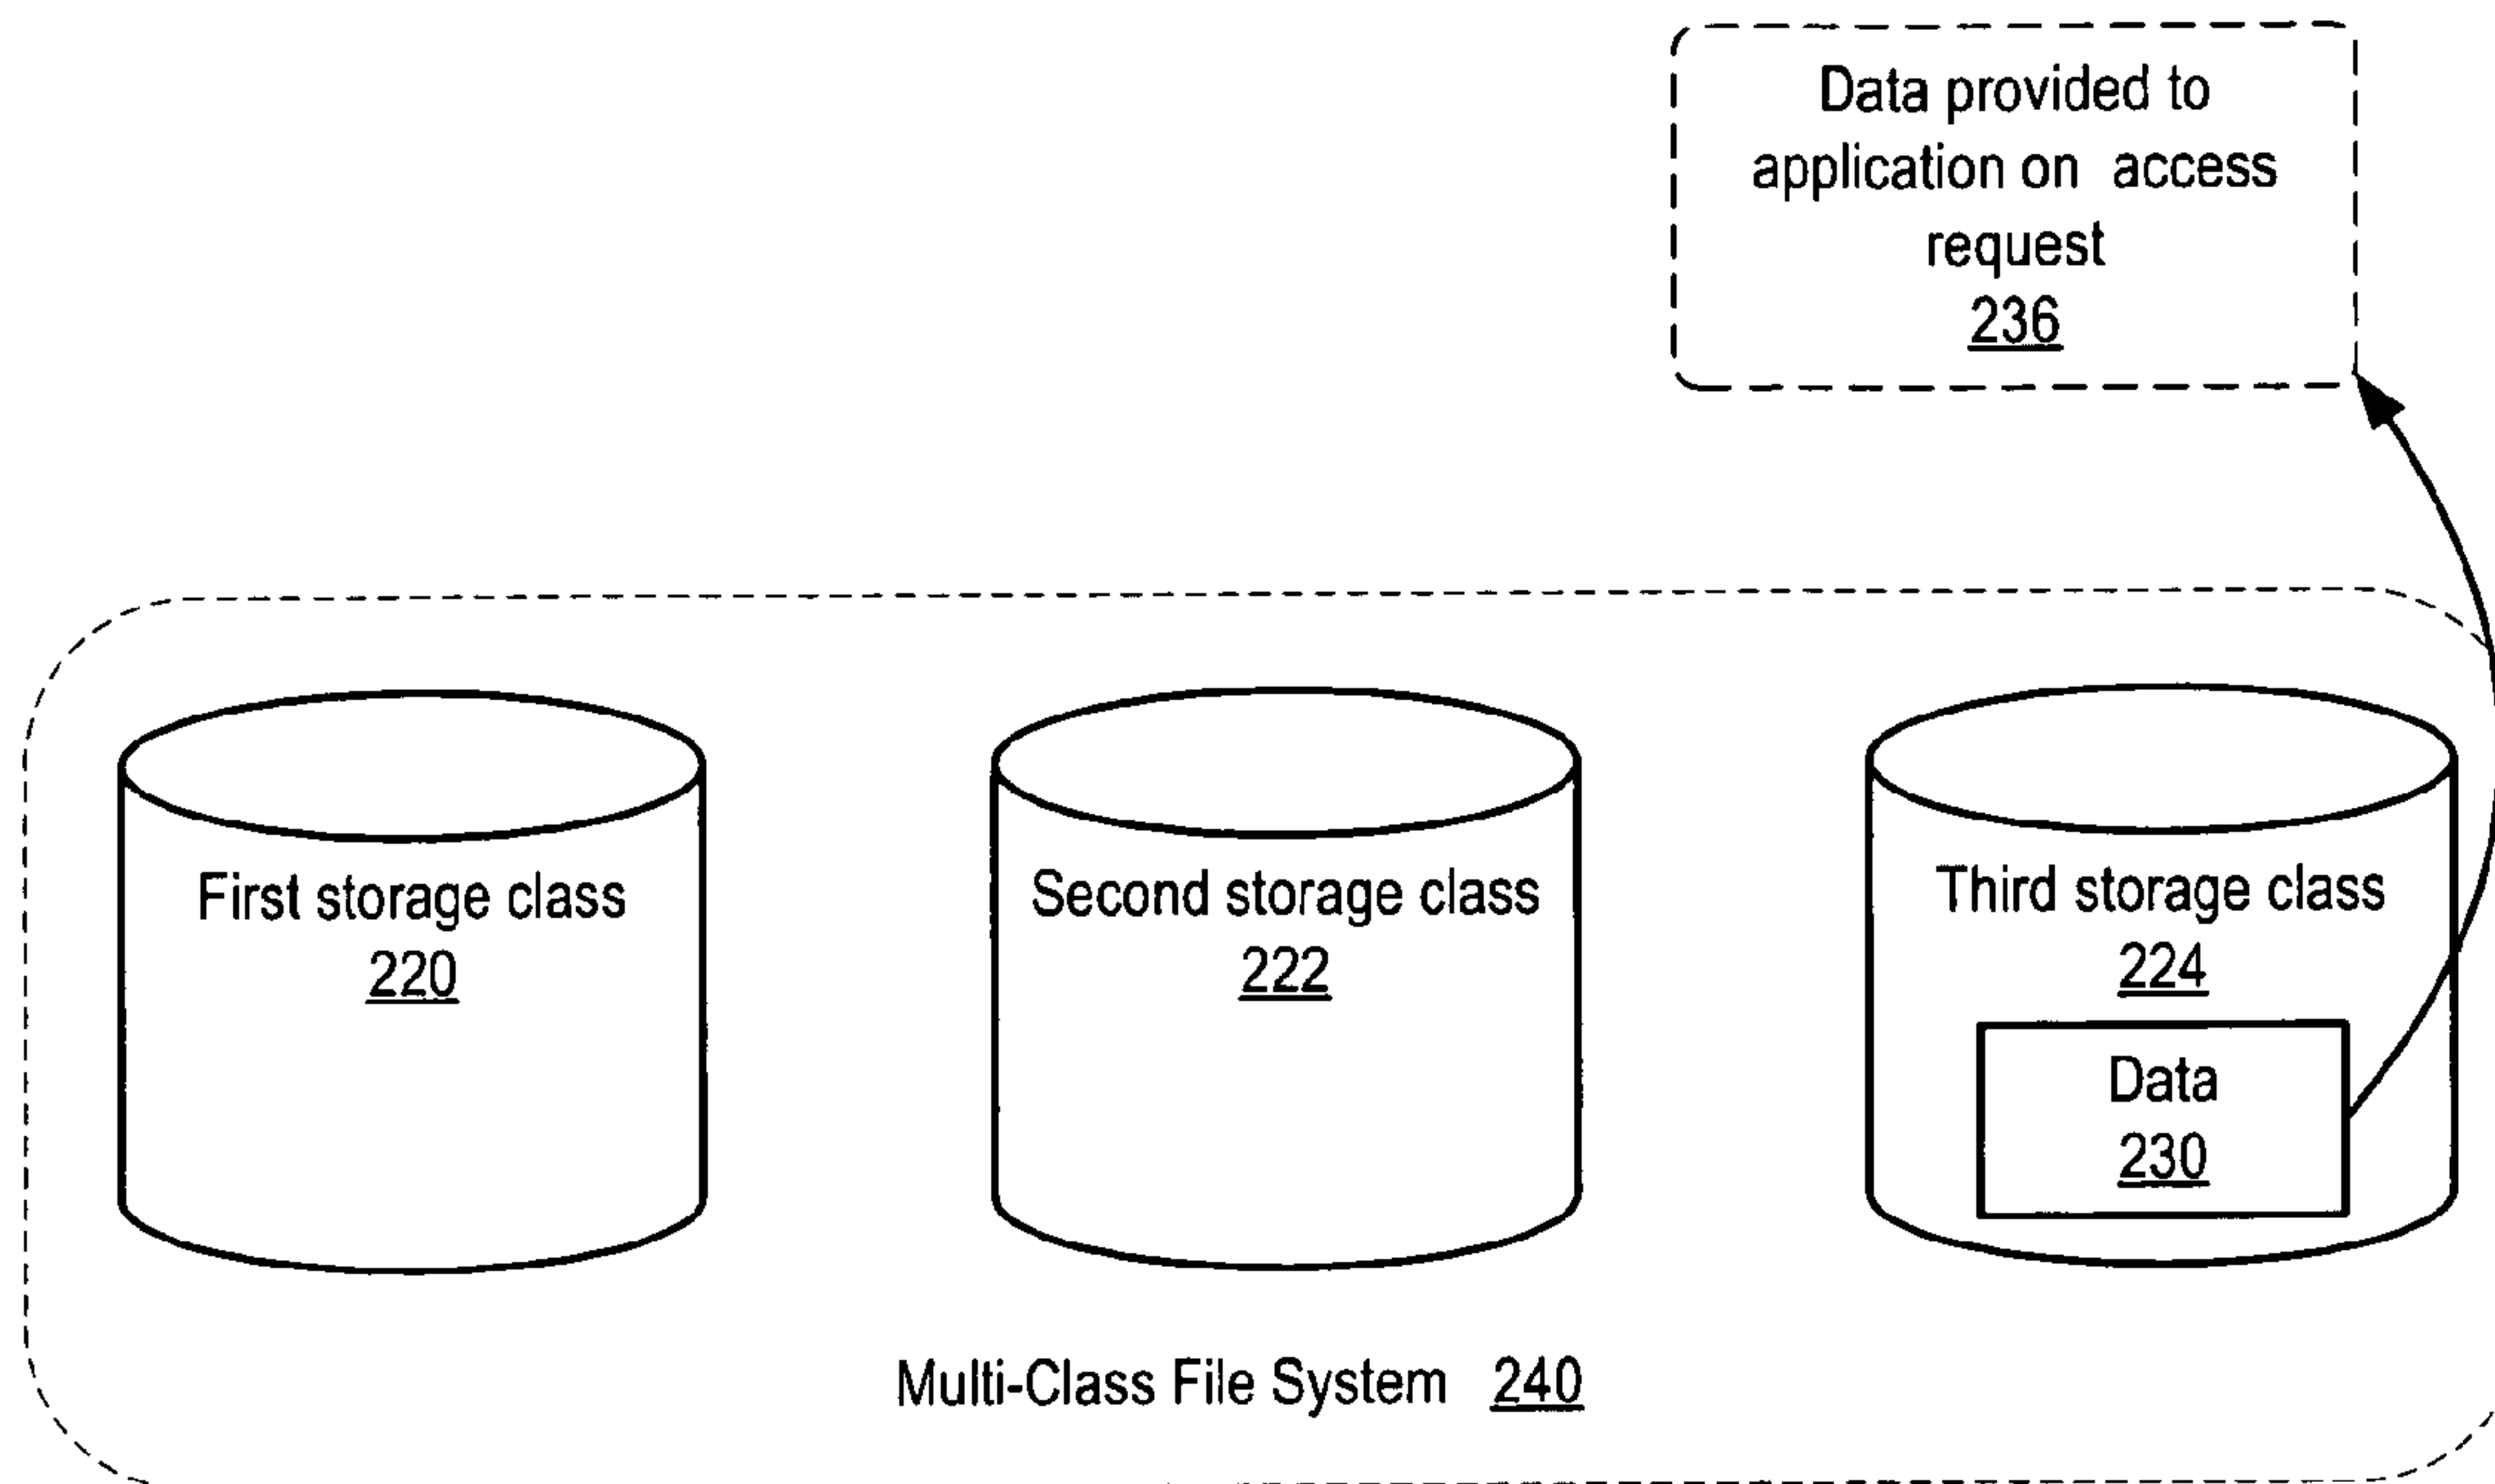 Data provided to
application on access
request
236
First storage class
220
Second storage class
222
Third storage class
224
Data
230
Multi-Class File System 240